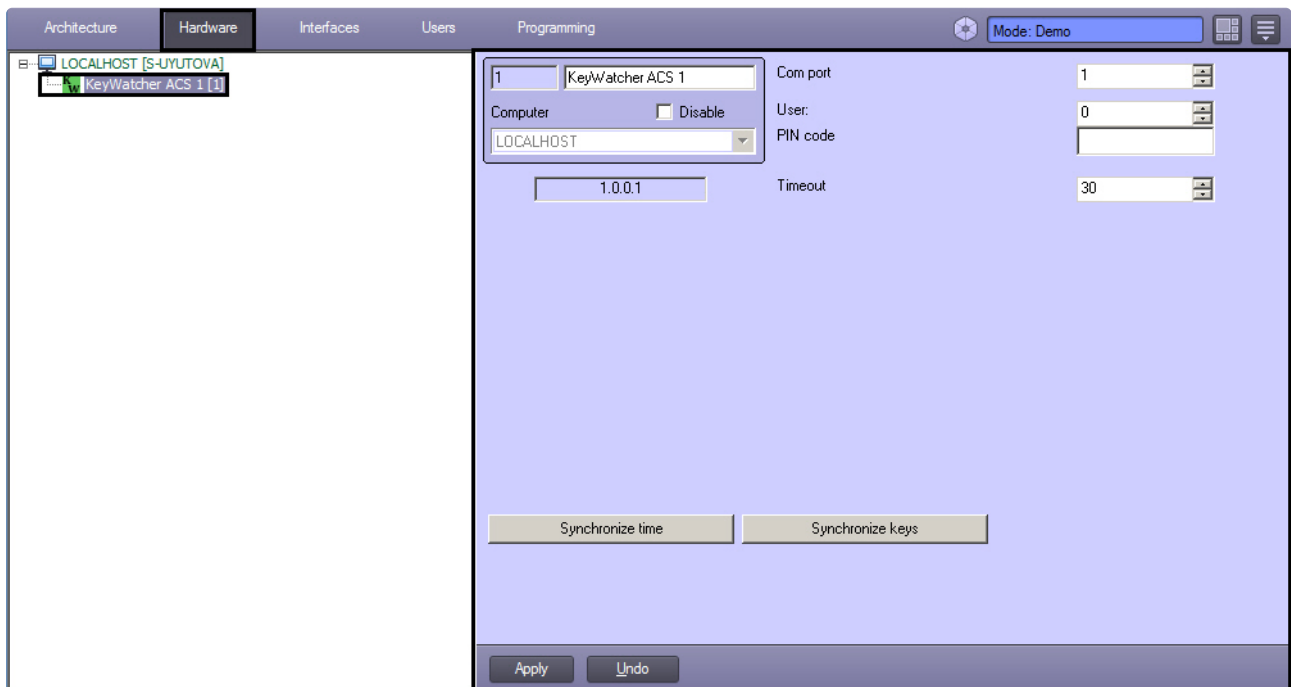 Architecture Hardware Interfaces Users Programming Mode: Demo
LOCALHOST [S-UYUTOVA]
KW KeyWatcher ACS 1 [1]
1 KeyWatcher ACS 1
Computer Disable
LOCALHOST
1.0.0.1
Com port 1
User: 0
PIN code
Timeout 30
Synchronize time Synchronize keys
Apply Undo